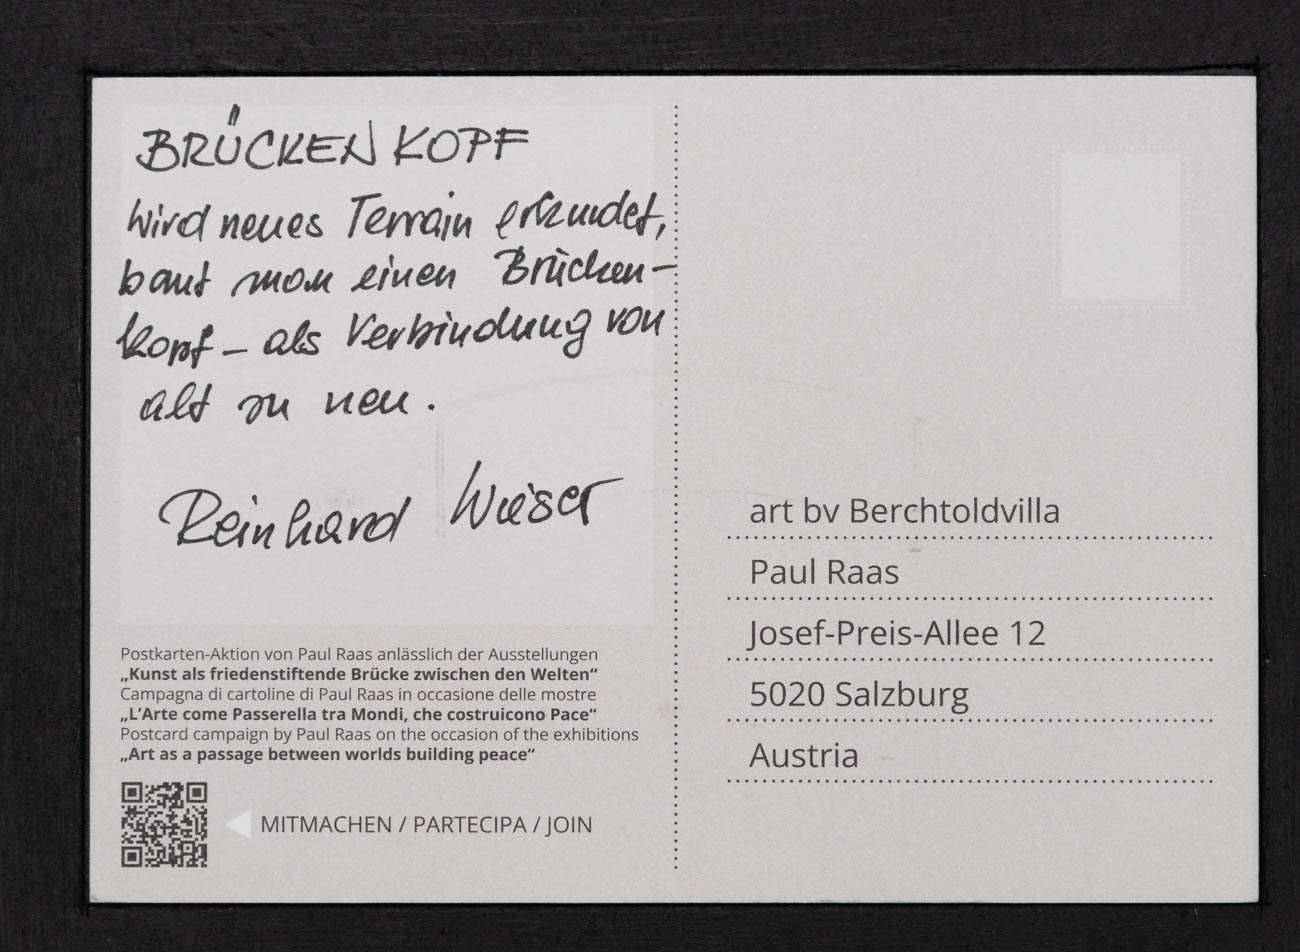 BRÜCKENKOPF
Wird neues Terrain erkundet,
baut man einen Brücken-
kopf – als Verbindung von
alt zu neu.
Reinhard Wieser
Postkarten-Aktion von Paul Raas anlässlich der Ausstellungen
„Kunst als friedenstiftende Brücke zwischen den Welten“
Campagna di cartoline di Paul Raas in occasione delle mostre
„L’Arte come Passerella tra Mondi, che costruicono Pace“
Postcard campaign by Paul Raas on the occasion of the exhibitions
„Art as a passage between worlds building peace“
MITMACHEN / PARTECIPA / JOIN
art bv Berchtoldvilla
Paul Raas
Josef-Preis-Allee 12
5020 Salzburg
Austria